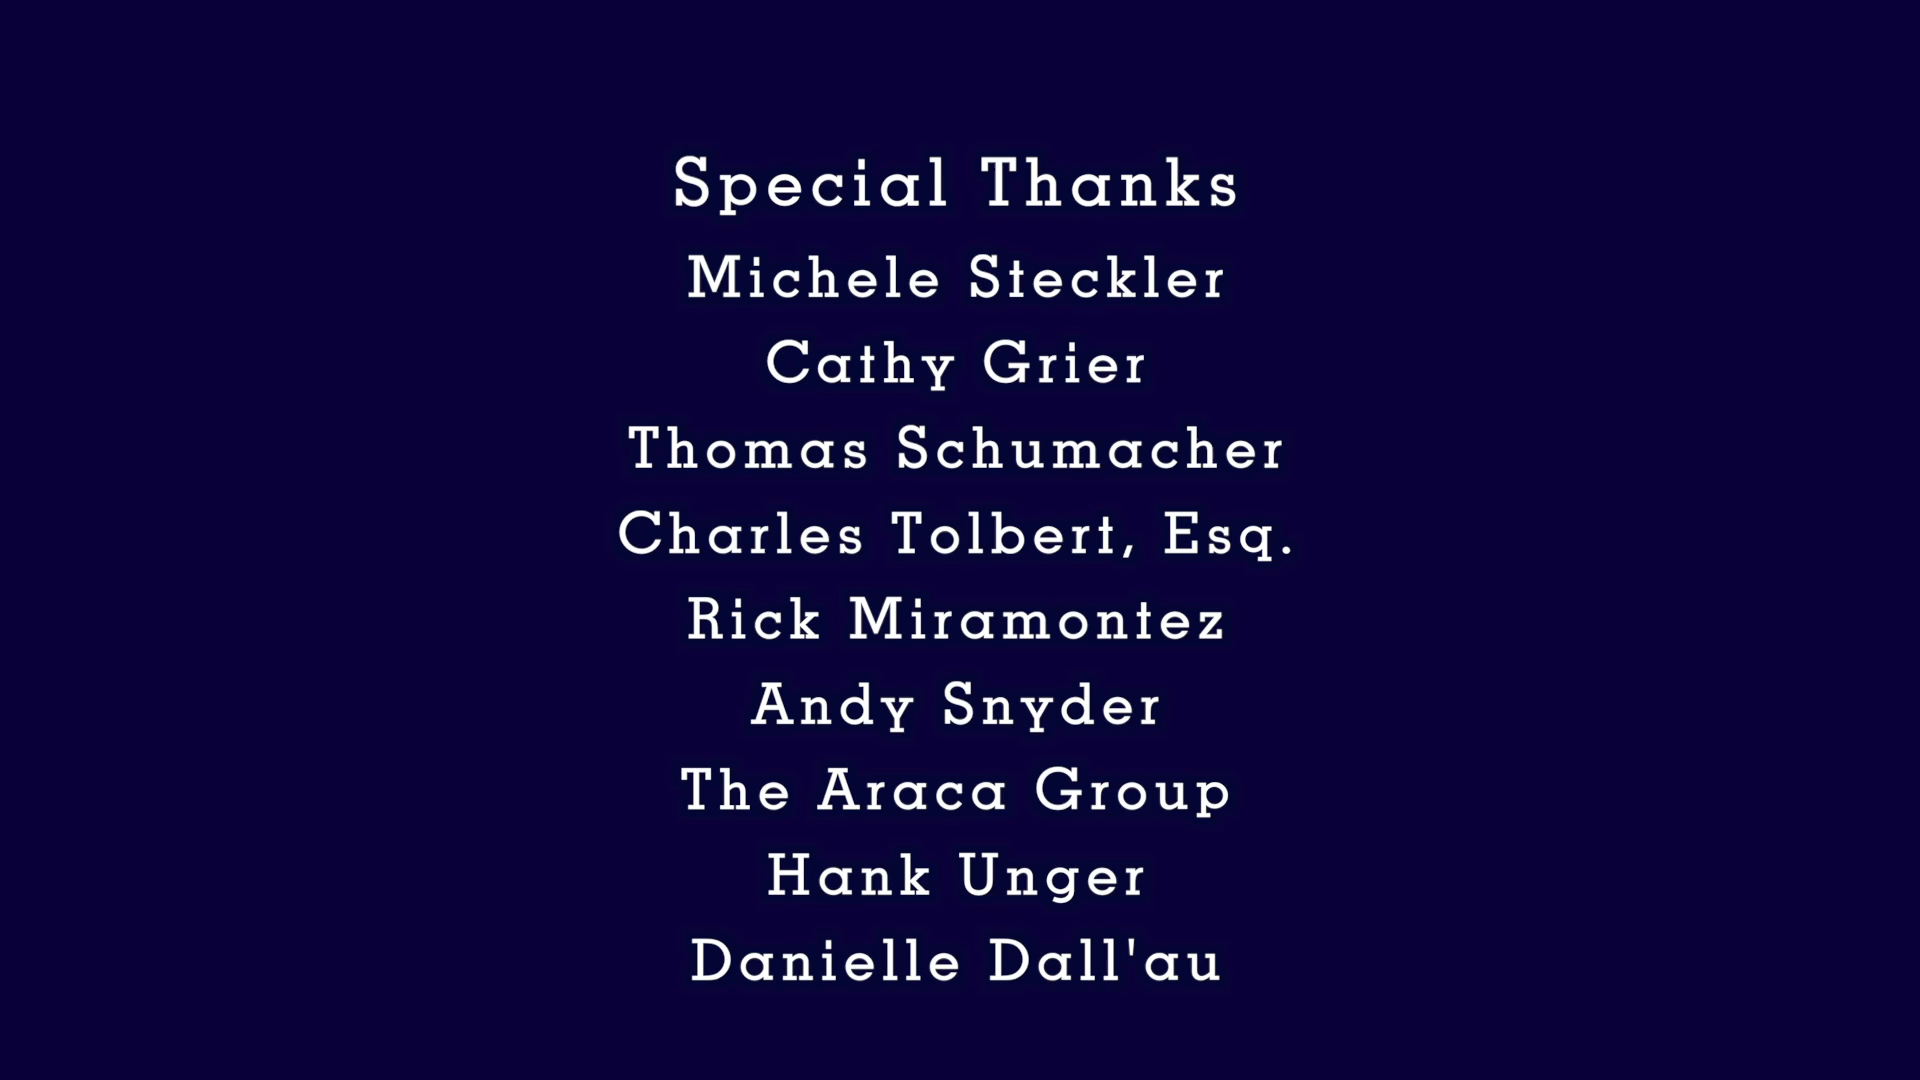 Special Thanks
Michele Steckler
Cathy Grier
Thomas Schumacher
Charles Tolbert, Esq.
Rick Miramontez
Andy Snyder
The Araca Group
Hank Unger
Danielle Dall'au